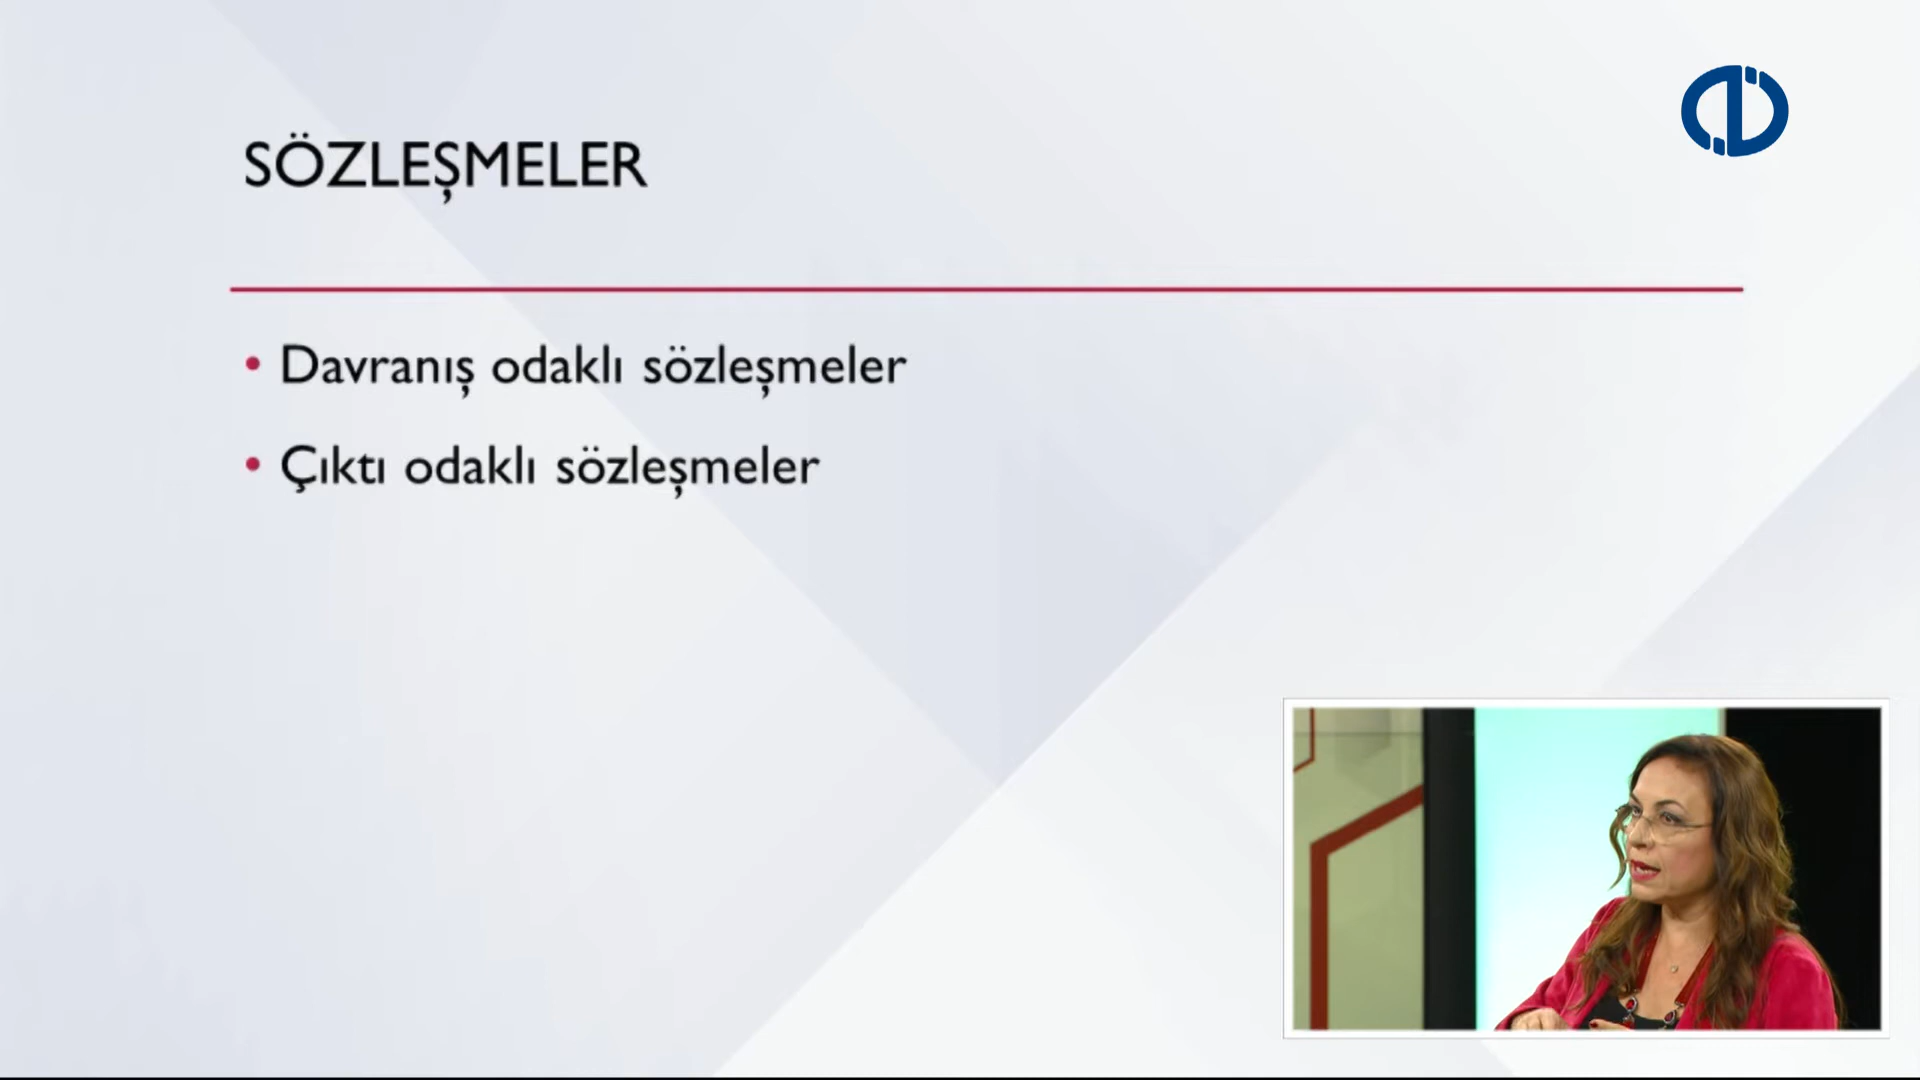 SÖZLEŞMELER
• Davranış odaklı sözleşmeler
• Çıktı odaklı sözleşmeler